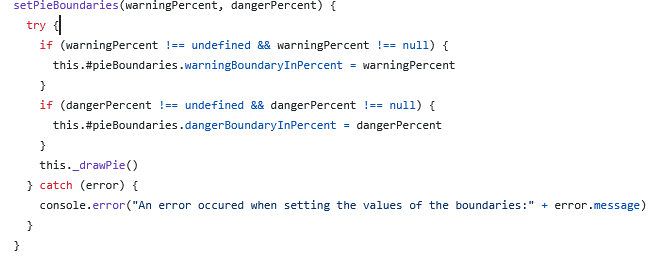 setPieBoundaries(warningPercent, dangerPercent) {
try {
if (warningPercent !== undefined && warningPercent !== null) {
this.#pieBoundaries.warningBoundaryInPercent = warningPercent
}
if (dangerPercent !== undefined && dangerPercent !== null) {
this.#pieBoundaries.dangerBoundaryInPercent = dangerPercent
}
this._drawPie()
} catch (error) {
console.error("An error occured when setting the values of the boundaries:" + error.message)
}
}